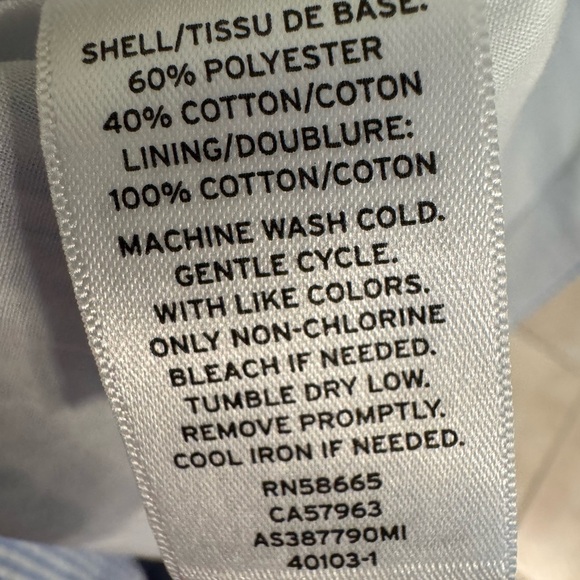 SHELL/TISSU DE BASE:
60% POLYESTER
40% COTTON/COTON
LINING/DOUBLURE:
100% COTTON/COTON
MACHINE WASH COLD.
GENTLE CYCLE.
WITH LIKE COLORS.
ONLY NON-CHLORINE
BLEACH IF NEEDED.
TUMBLE DRY LOW.
REMOVE PROMPTLY.
COOL IRON IF NEEDED.
RN58665
CA57963
AS387790MI
40103-1